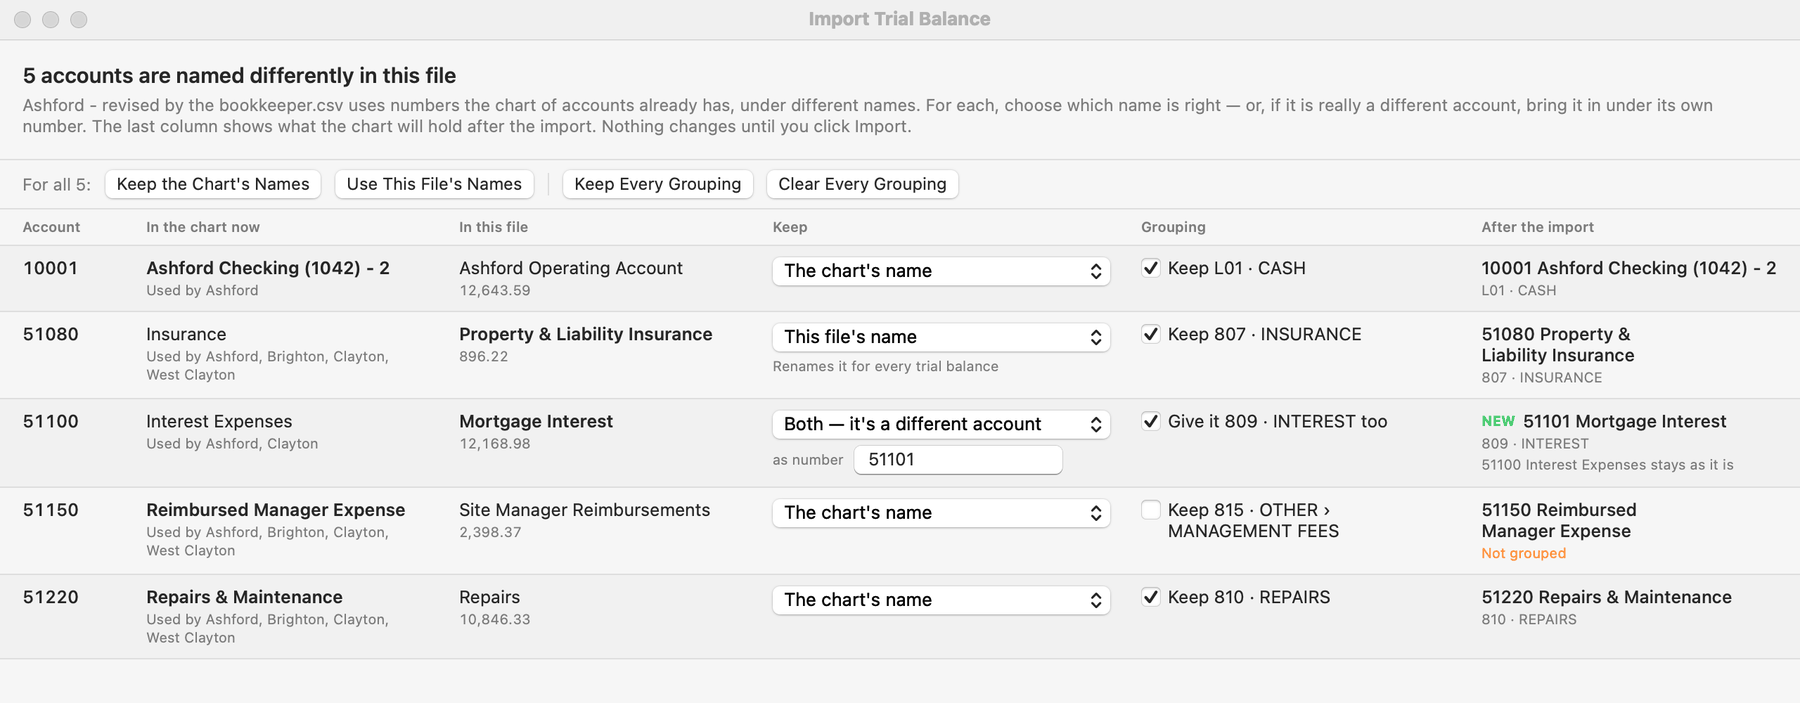 Import Trial Balance
5 accounts are named differently in this file
Ashford - revised by the bookkeeper.csv uses numbers the chart of accounts already has, under different names. For each, choose which name is right — or, if it is really a different account, bring it in under its own
number. The last column shows what the chart will hold after the import. Nothing changes until you click Import.
For all 5: Keep the Chart's Names Use This File's Names Keep Every Grouping Clear Every Grouping
Account In the chart now In this file Keep Grouping After the import
10001 Ashford Checking (1042) - 2 Ashford Operating Account The chart's name Keep L01 · CASH 10001 Ashford Checking (1042) - 2
Used by Ashford 12,643.59 L01 · CASH
51080 Insurance Property & Liability Insurance This file's name Keep 807 · INSURANCE 51080 Property &
Used by Ashford, Brighton, Clayton, 896.22 Liability Insurance
West Clayton Renames it for every trial balance 807 · INSURANCE
51100 Interest Expenses Mortgage Interest Both — it's a different account Give it 809 · INTEREST too NEW 51101 Mortgage Interest
Used by Ashford, Clayton 12,168.98 809 · INTEREST
as number 51101 51100 Interest Expenses stays as it is
51150 Reimbursed Manager Expense Site Manager Reimbursements The chart's name Keep 815 · OTHER › 51150 Reimbursed
Used by Ashford, Brighton, Clayton, 2,398.37 MANAGEMENT FEES Manager Expense
West Clayton Not grouped
51220 Repairs & Maintenance Repairs The chart's name Keep 810 · REPAIRS 51220 Repairs & Maintenance
Used by Ashford, Brighton, Clayton, 10,846.33 810 · REPAIRS
West Clayton